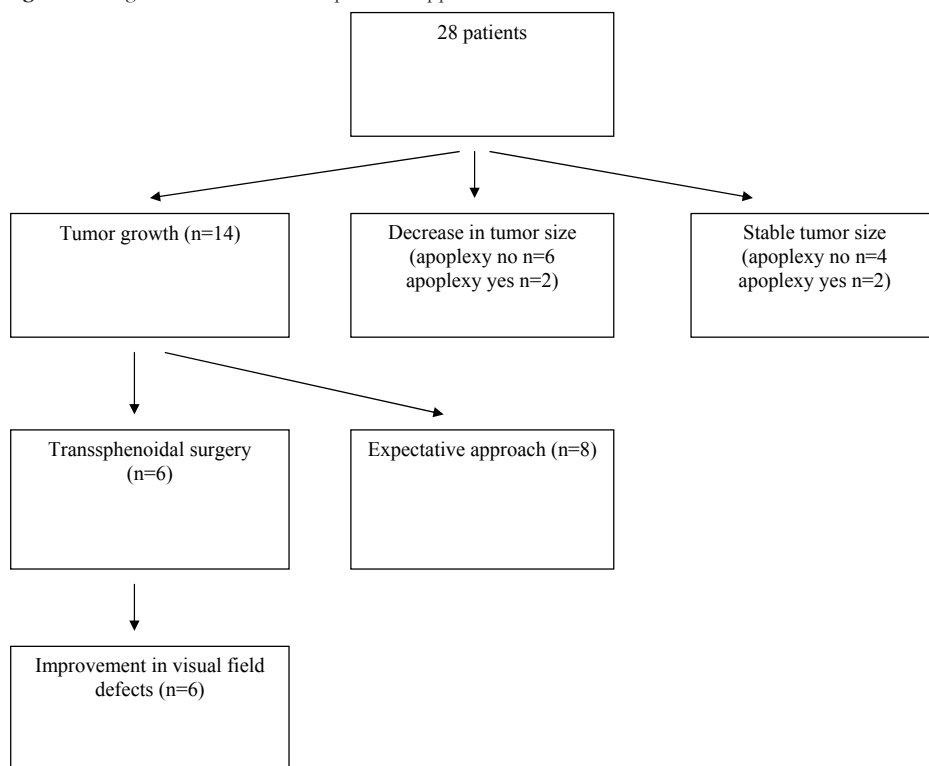 28 patients
Tumor growth (n=14)
Decrease in tumor size
(apoplexy no n=6
apoplexy yes n=2)
Stable tumor size
(apoplexy no n=4
apoplexy yes n=2)
Transsphenoidal surgery
(n=6)
Expectative approach (n=8)
Improvement in visual field
defects (n=6)